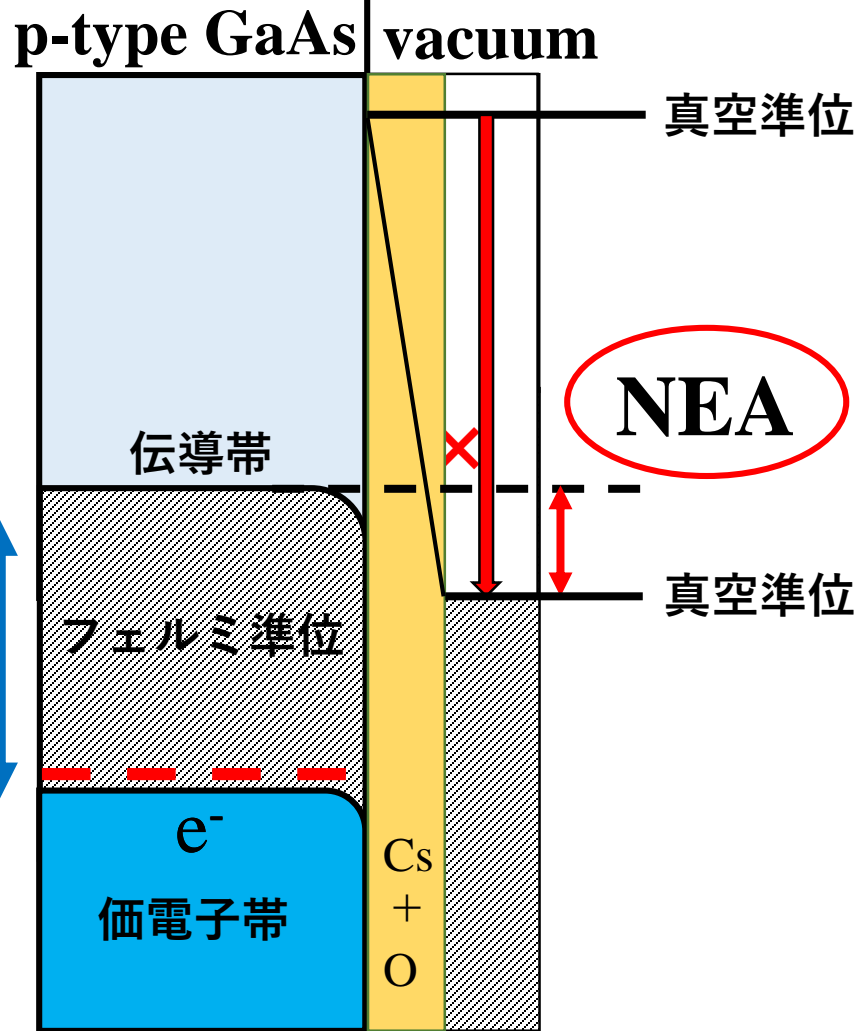 p-type GaAs vacuum
真空準位
NEA
伝導帯
真空準位
フェルミ準位
e-
価電子帯
Cs
+
O